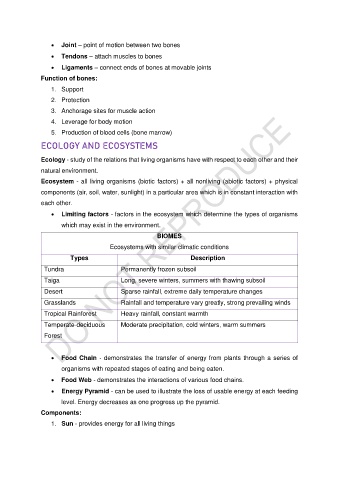 • Joint – point of motion between two bones
• Tendons – attach muscles to bones
• Ligaments – connect ends of bones at movable joints
Function of bones:
1. Support
2. Protection
3. Anchorage sites for muscle action
4. Leverage for body motion
5. Production of blood cells (bone marrow)
ECOLOGY AND ECOSYSTEMS
Ecology - study of the relations that living organisms have with respect to each other and their
natural environment.
Ecosystem - all living organisms (biotic factors) + all nonliving (abiotic factors) + physical
components (air, soil, water, sunlight) in a particular area which is in constant interaction with
each other.
• Limiting factors - factors in the ecosystem which determine the types of organisms
which may exist in the environment.
BIOMES
Ecosystems with similar climatic conditions
Types Description
Tundra Permanently frozen subsoil
Taiga Long, severe winters, summers with thawing subsoil
Desert Sparse rainfall, extreme daily temperature changes
Grasslands Rainfall and temperature vary greatly, strong prevailing winds
Tropical Rainforest Heavy rainfall, constant warmth
Temperate deciduous Moderate precipitation, cold winters, warm summers
Forest
• Food Chain - demonstrates the transfer of energy from plants through a series of
organisms with repeated stages of eating and being eaten.
• Food Web - demonstrates the interactions of various food chains.
• Energy Pyramid - can be used to illustrate the loss of usable energy at each feeding
level. Energy decreases as one progress up the pyramid.
Components:
1. Sun - provides energy for all living things
DO NOT REPRODUCE